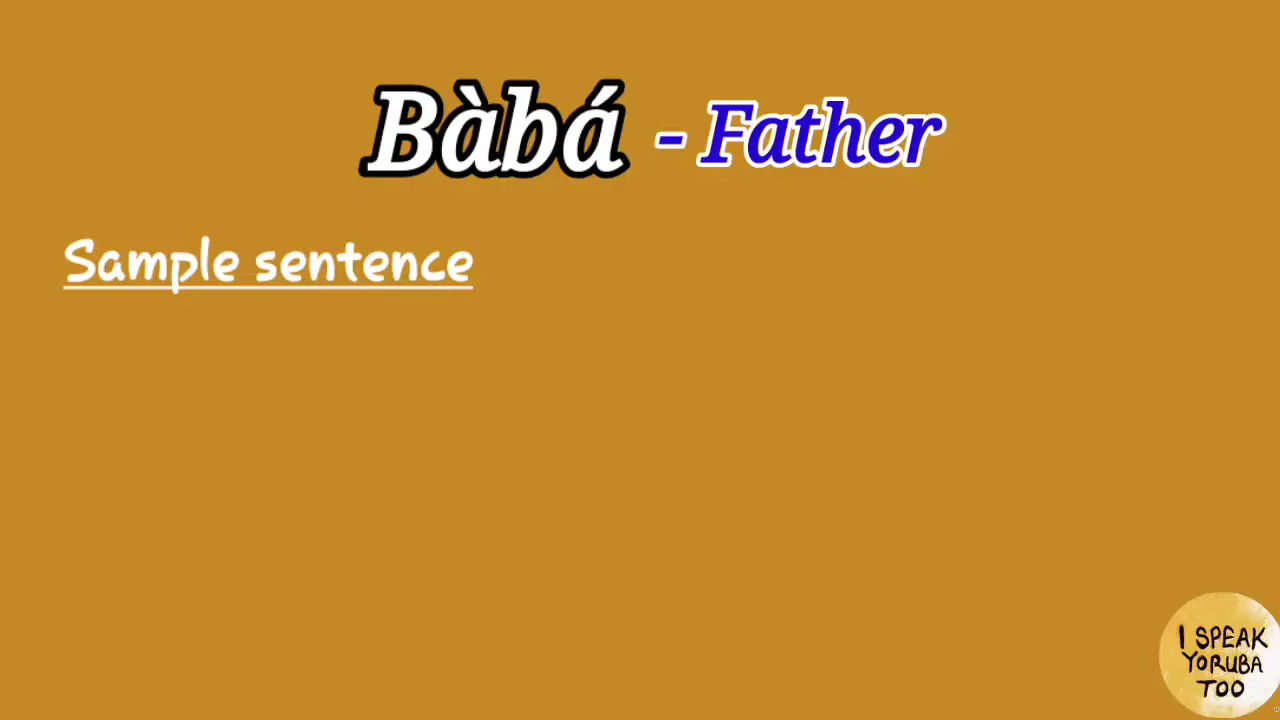 Bàbá - Father
Sample sentence
I SPEAK
YORUBA
TOO